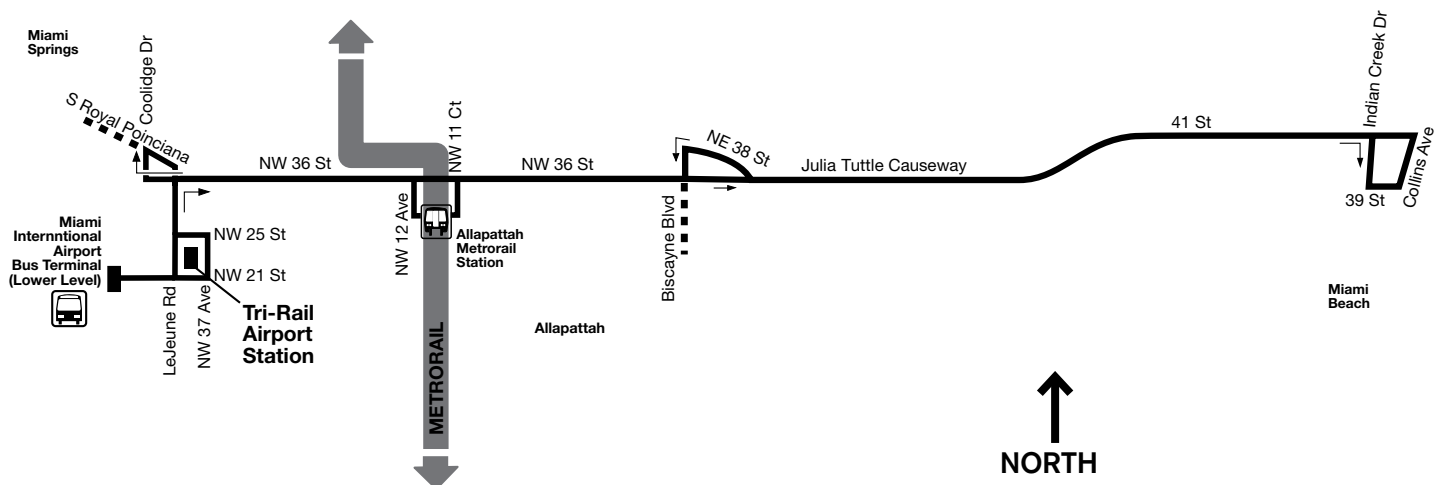 Miami
Springs
Coolidge Dr
S Royal Poinciana
NW 36 St
NW 11 Ct
NW 36 St
NE 38 St
Julia Tuttle Causeway
41 St
Indian Creek Dr
Collins Ave
39 St
Miami
Internntional
Airport
Bus Terminal
(Lower Level)
NW 25 St
NW 21 St
LeJeune Rd
NW 37 Ave
Tri-Rail
Airport
Station
NW 12 Ave
Allapattah
Metrorail
Station
METRORAIL
Allapattah
Biscayne Blvd
Miami
Beach
NORTH